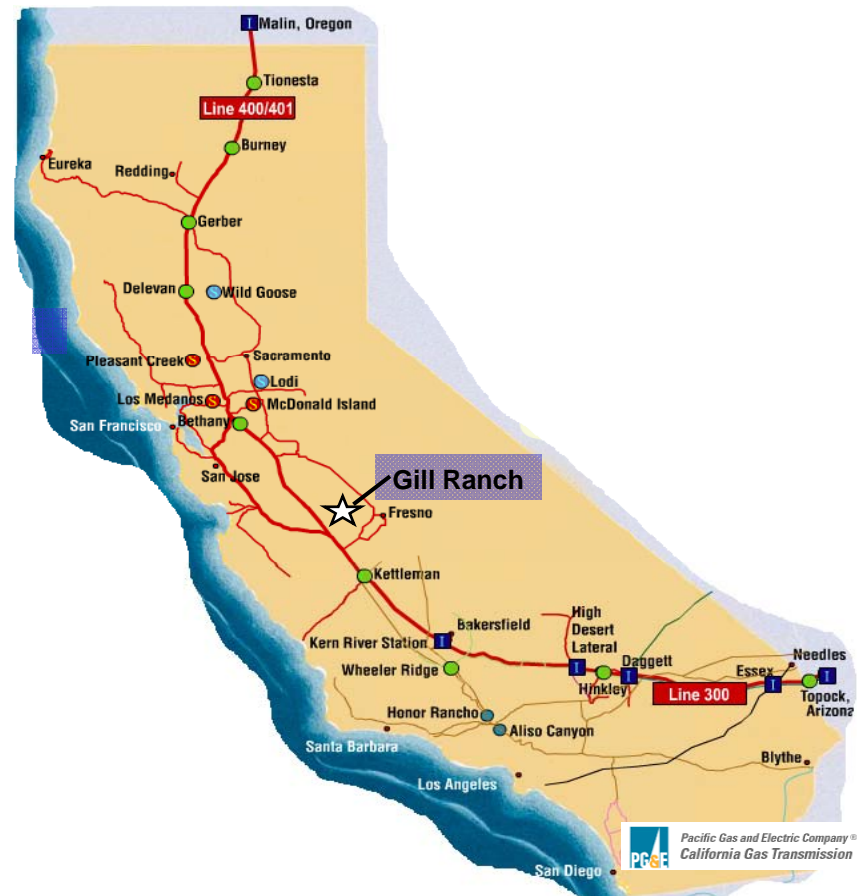 I Malin, Oregon
Tionesta
Line 400/401
Burney
Eureka
Redding
Gerber
Delevan
S Wild Goose
Pleasant Creek S
Sacramento
S Lodi
Los Medanos S
S McDonald Island
Bethany
San Francisco
San Jose
Gill Ranch
Fresno
Kettleman
Bakersfield
Kern River Station I
High
Desert
Lateral
I
Wheeler Ridge
Hinkley
Daggett
I
Line 300
Essex
I
Needles
I
Topock,
Arizona
Honor Rancho
Aliso Canyon
Santa Barbara
Los Angeles
Blythe
San Diego
PG&E
Pacific Gas and Electric Company ®
California Gas Transmission